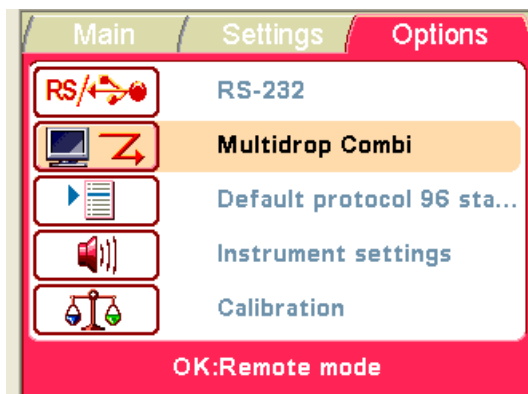 Main Settings Options
RS/ RS-232
Multidrop Combi
Default protocol 96 sta...
Instrument settings
Calibration
OK:Remote mode